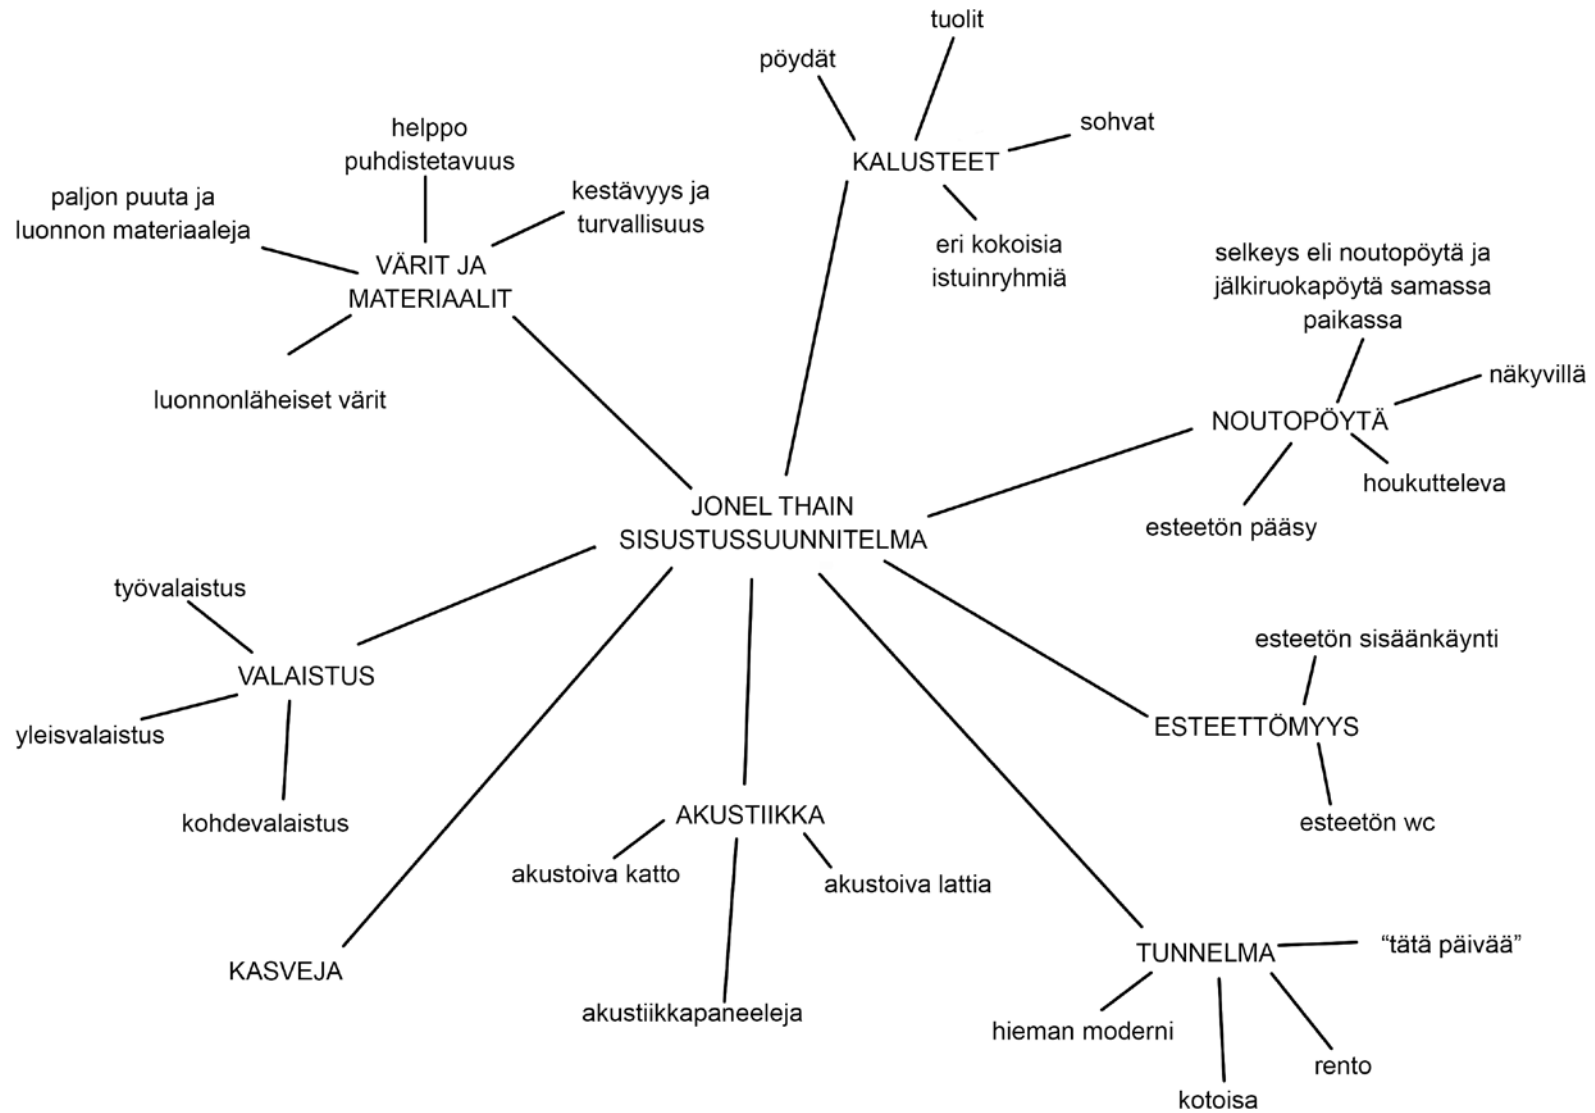 tuolit
pöydät
sohvat
KALUSTEET
eri kokoisia
istuinryhmiä
helppo
puhdistetavuus
paljon puuta ja
luonnon materiaaleja
kestävyys ja
turvallisuus
VÄRIT JA
MATERIAALIT
luonnonläheiset värit
selkeys eli noutopöytä ja
jälkiruokapöytä samassa
paikassa
näkyvillä
NOUTOPÖYTÄ
houkutteleva
esteetön pääsy
JONEL THAIN
SISUSTUSSUUNNITELMA
työvalaistus
VALAISTUS
yleisvalaistus
kohdevalaistus
esteetön sisäänkäynti
ESTEETTÖMYYS
esteetön wc
AKUSTIIKKA
akustoiva katto
akustoiva lattia
akustiikkapaneeleja
KASVEJA
TUNNELMA
“tätä päivää”
hieman moderni
rento
kotoisa